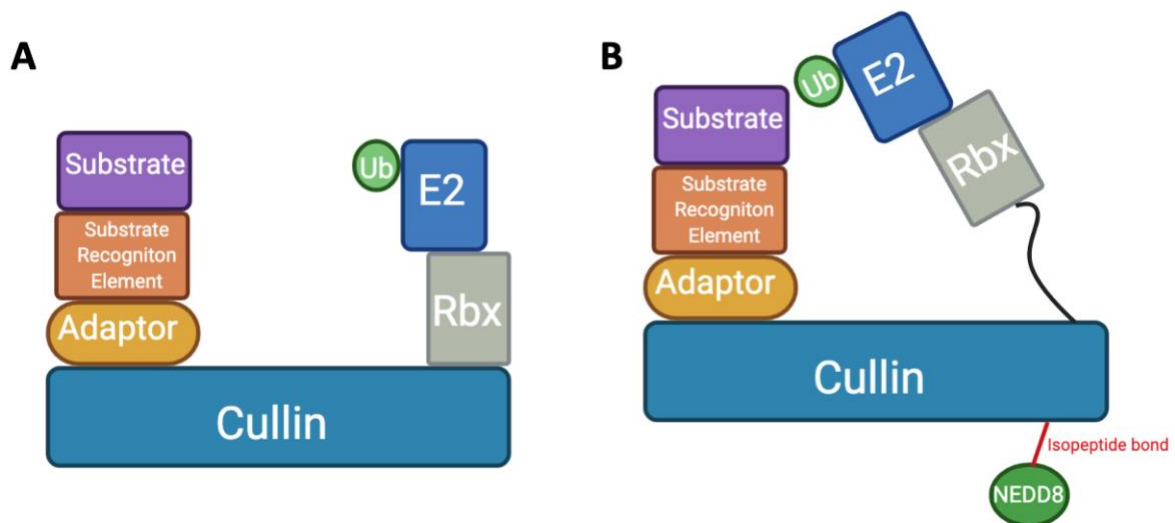 A
Substrate
Substrate
Recogniton
Element
Adaptor
Cullin
Ub
E2
Rbx
B
Substrate
Substrate
Recogniton
Element
Adaptor
Cullin
Ub
E2
Rbx
Isopeptide bond
NEDD8